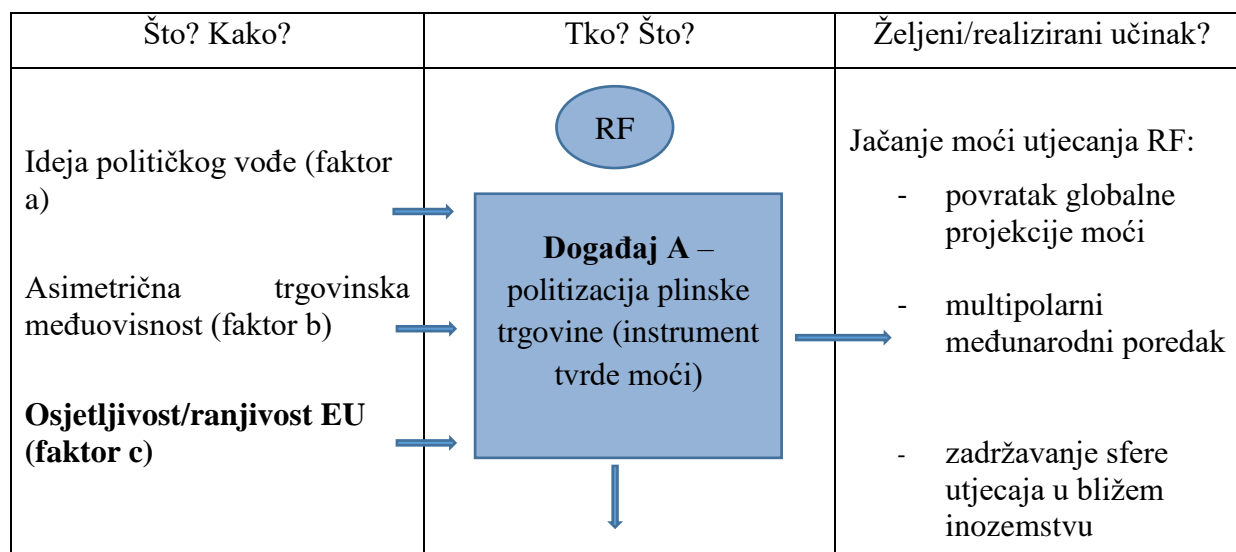 Što? Kako?
Tko? Što?
Željeni/realizirani učinak?
Ideja političkog vođe (faktor
a)
Asimetrična trgovinska
međuovisnost (faktor b)
Osjetljivost/ranjivost EU
(faktor c)
RF
Događaj A –
politizacija plinske
trgovine (instrument
tvrde moći)
Jačanje moći utjecanja RF:
- povratak globalne
projekcije moći
- multipolarni
međunarodni poredak
- zadržavanje sfere
utjecaja u bližem
inozemstvu